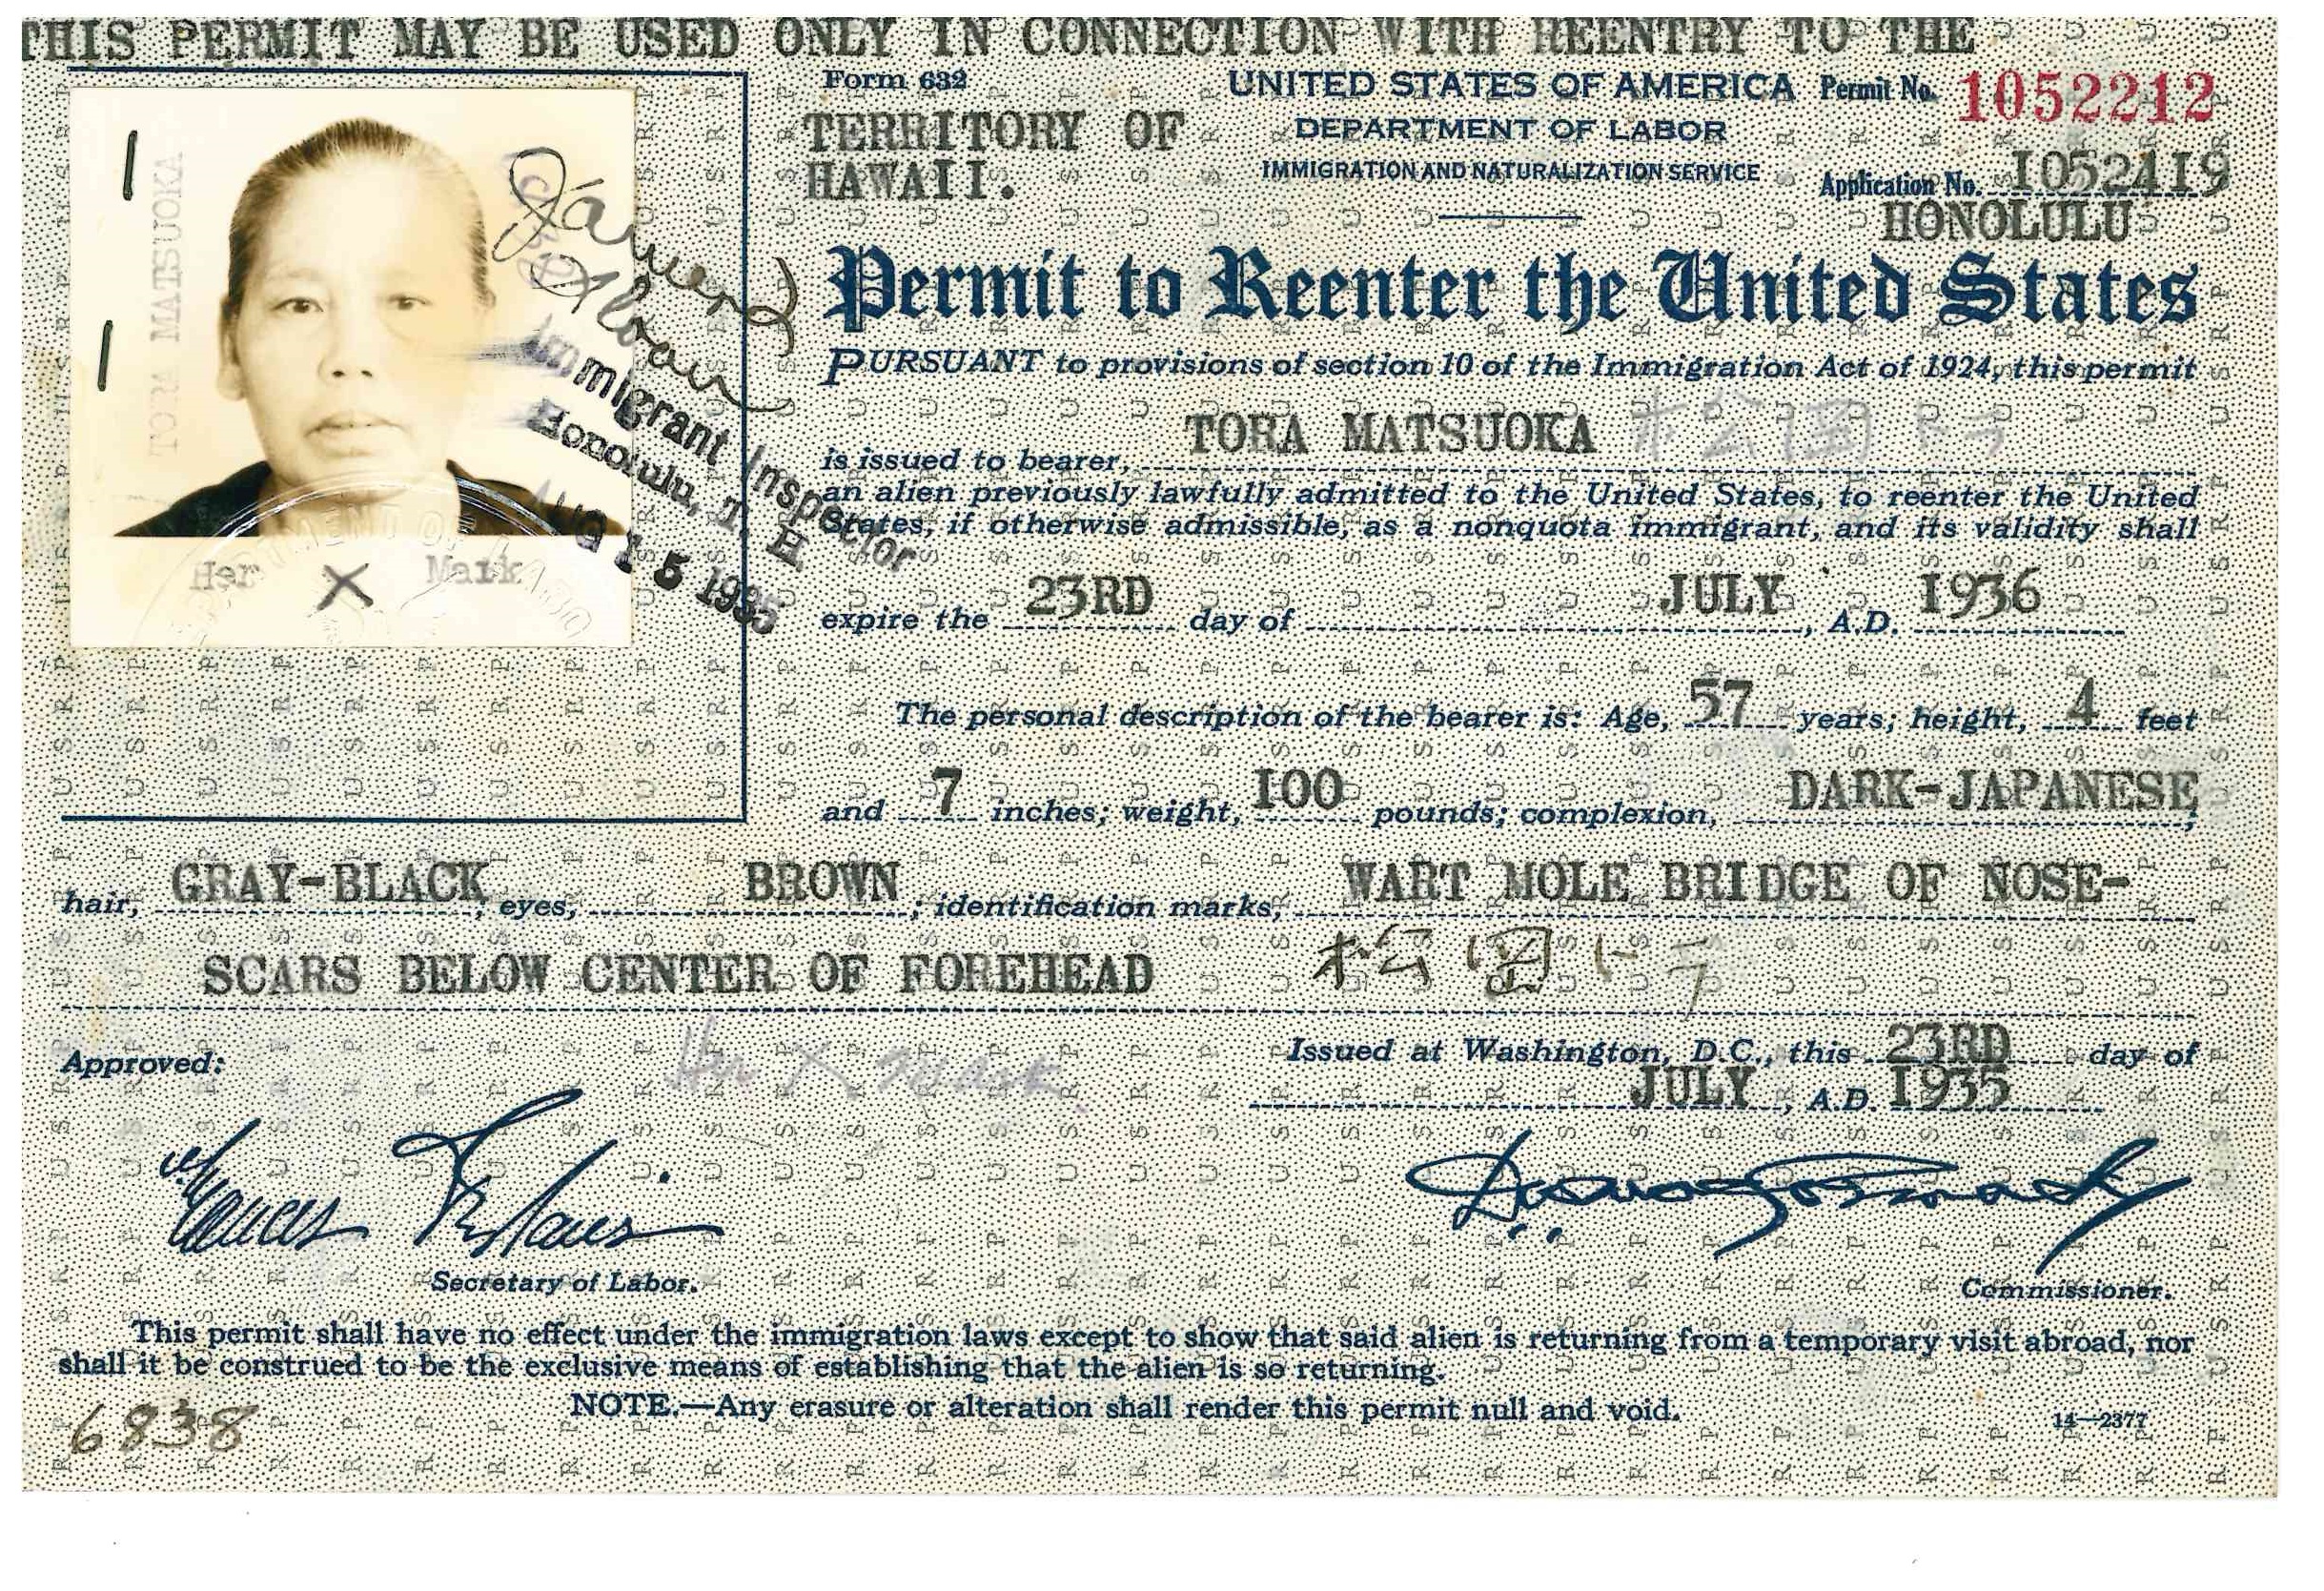 THIS PERMIT MAY BE USED ONLY IN CONNECTION WITH REENTRY TO THE
Form 632
TERRITORY OF
HAWAII.
UNITED STATES OF AMERICA
DEPARTMENT OF LABOR
IMMIGRATION AND NATURALIZATION SERVICE
Permit No. 1052212
Application No. 1052419
HONOLULU
Permit to Reenter the United States
PURSUANT to provisions of section 10 of the Immigration Act of 1924, this permit
is issued to bearer, TORA MATSUOKA 松岡トラ
an alien previously lawfully admitted to the United States, to reenter the United
States, if otherwise admissible, as a nonquota immigrant, and its validity shall
expire the 23RD day of JULY, A.D. 1936
The personal description of the bearer is: Age, 57 years; height, 4 feet
and 7 inches; weight, 100 pounds; complexion, DARK-JAPANESE;
hair, GRAY-BLACK; eyes, BROWN; identification marks, WART MOLE BRIDGE OF NOSE-
SCARS BELOW CENTER OF FOREHEAD 松岡トラ
TORA MATSUOKA
Her X Mark
DEPARTMENT OF LABOR
Immigrant Inspector
Honolulu, T. H
AUG 15 1935
Approved:
Her X Mark
Issued at Washington, D.C., this 23RD day of
JULY, A.D. 1935
Frances Perkins
Secretary of Labor.
Commissioner.
This permit shall have no effect under the immigration laws except to show that said alien is returning from a temporary visit abroad, nor
shall it be construed to be the exclusive means of establishing that the alien is so returning.
NOTE.—Any erasure or alteration shall render this permit null and void.
6838
14—2377